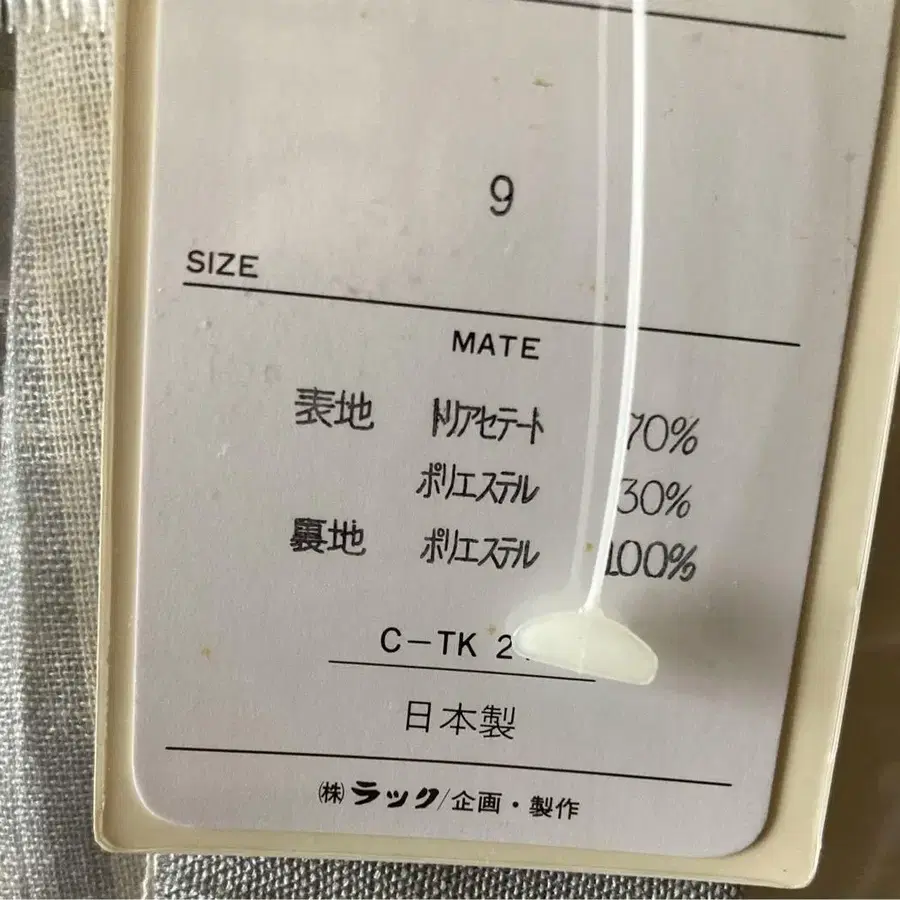 9
SIZE
MATE
表地 トリアセテート 70%
ポリエステル 30%
裏地 ポリエステル 100%
C-TK
日本製
㈱ラック/企画・製作